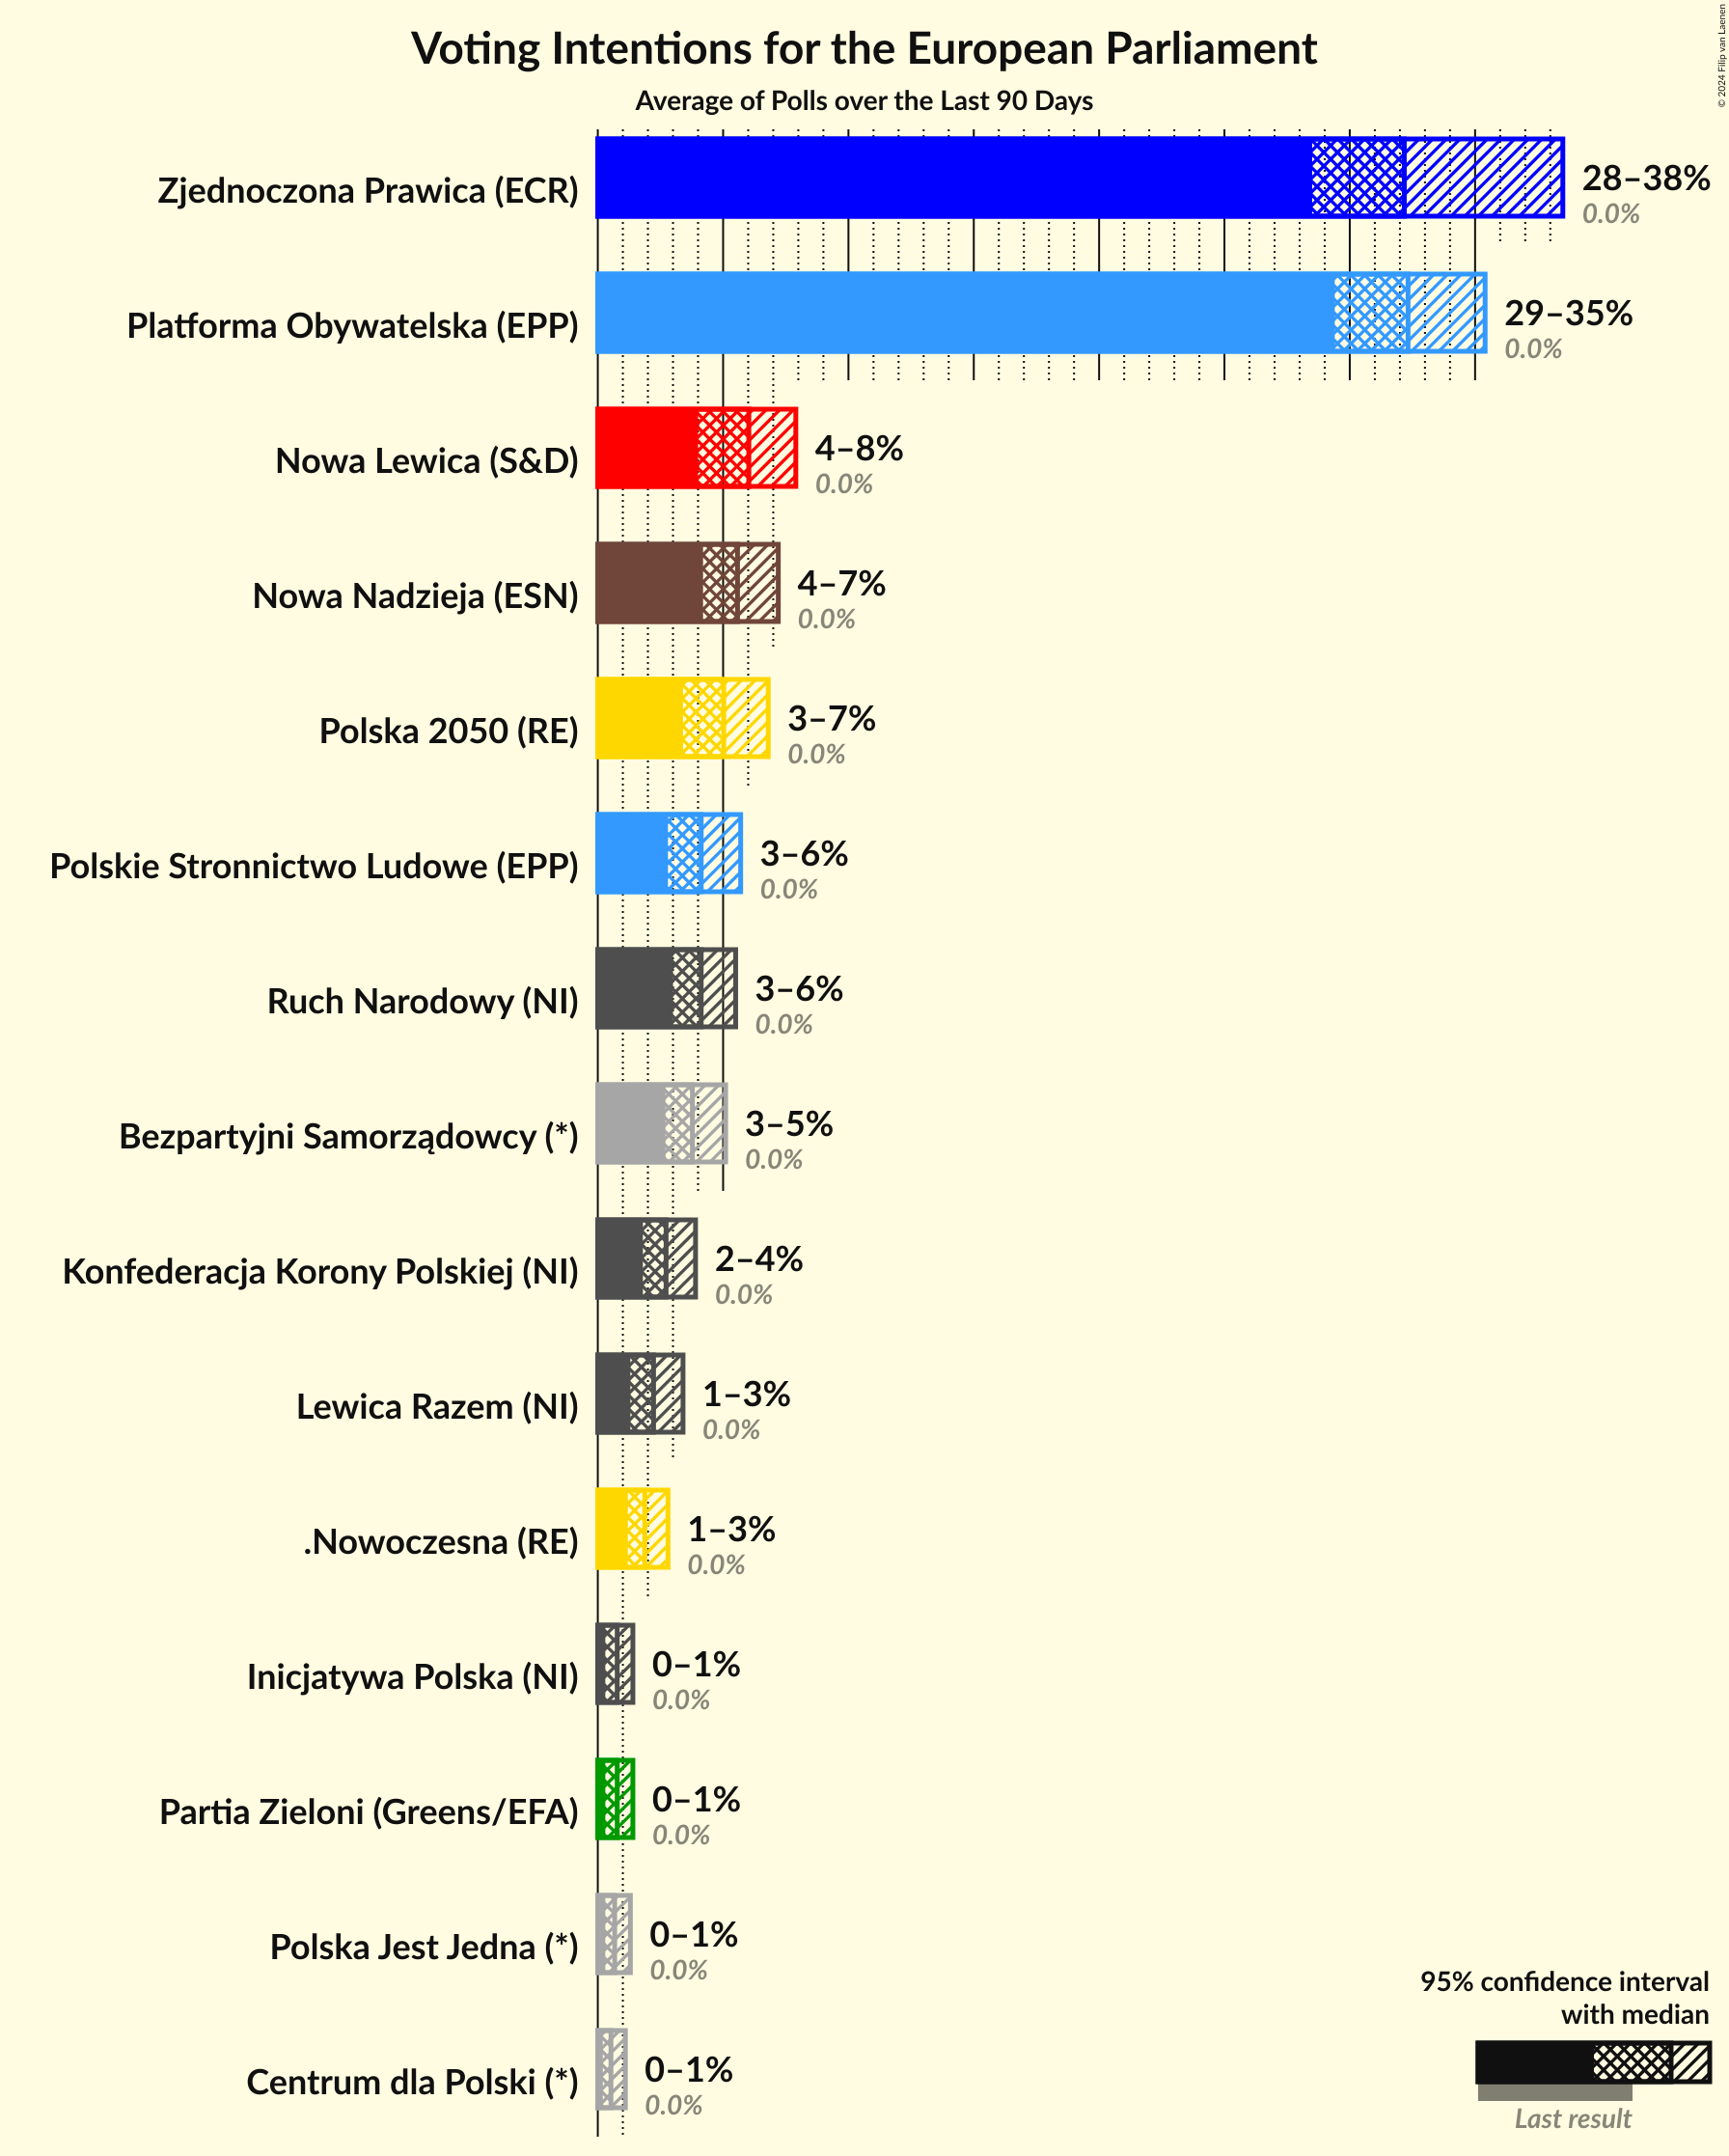 Voting Intentions for the European Parliament
Average of Polls over the Last 90 Days
© 2024 Filip van Laenen
Zjednoczona Prawica (ECR)
28–38%
0.0%
Platforma Obywatelska (EPP)
29–35%
0.0%
Nowa Lewica (S&D)
4–8%
0.0%
Nowa Nadzieja (ESN)
4–7%
0.0%
Polska 2050 (RE)
3–7%
0.0%
Polskie Stronnictwo Ludowe (EPP)
3–6%
0.0%
Ruch Narodowy (NI)
3–6%
0.0%
Bezpartyjni Samorządowcy (*)
3–5%
0.0%
Konfederacja Korony Polskiej (NI)
2–4%
0.0%
Lewica Razem (NI)
1–3%
0.0%
.Nowoczesna (RE)
1–3%
0.0%
Inicjatywa Polska (NI)
0–1%
0.0%
Partia Zieloni (Greens/EFA)
0–1%
0.0%
Polska Jest Jedna (*)
0–1%
0.0%
Centrum dla Polski (*)
0–1%
0.0%
95% confidence interval
with median
Last result